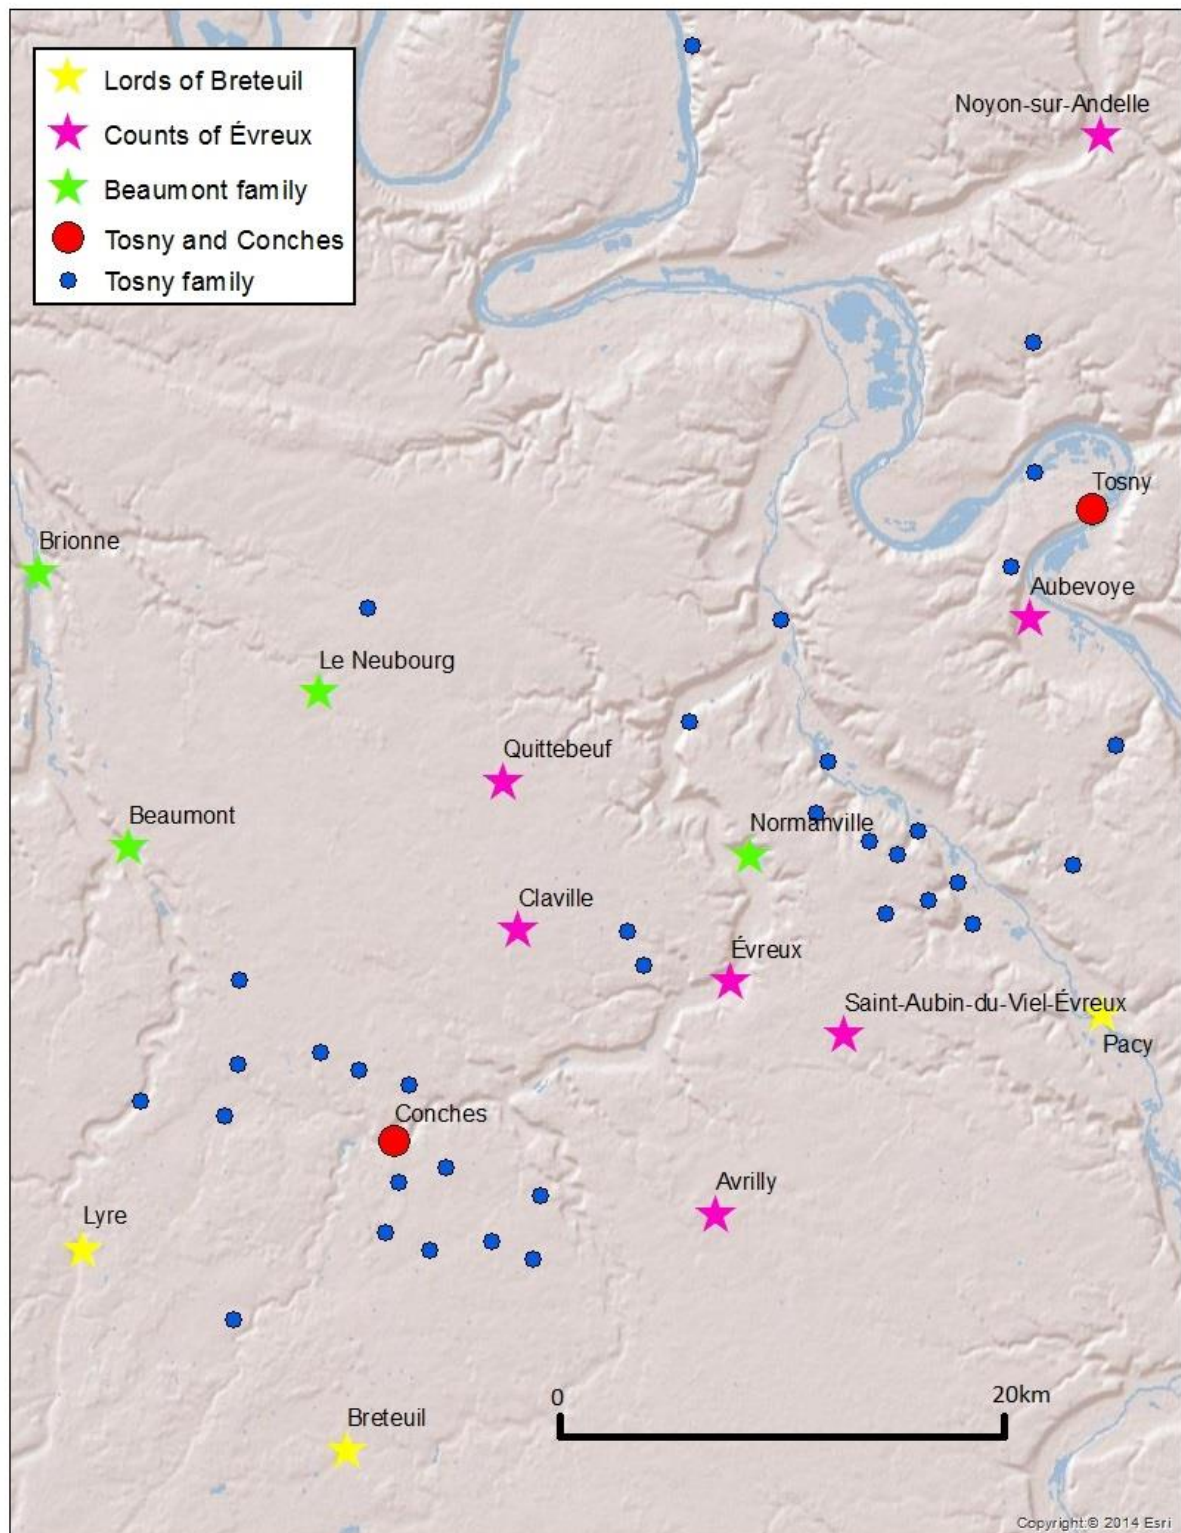 Lords of Breteuil
Counts of Évreux
Beaumont family
Tosny and Conches
Tosny family
Noyon-sur-Andelle
Tosny
Brionne
Aubevoye
Le Neubourg
Quittebeuf
Beaumont
Normanville
Claville
Évreux
Saint-Aubin-du-Viel-Évreux
Pacy
Conches
Avrilly
Lyre
0 20km
Breteuil
Copyright:© 2014 Esri